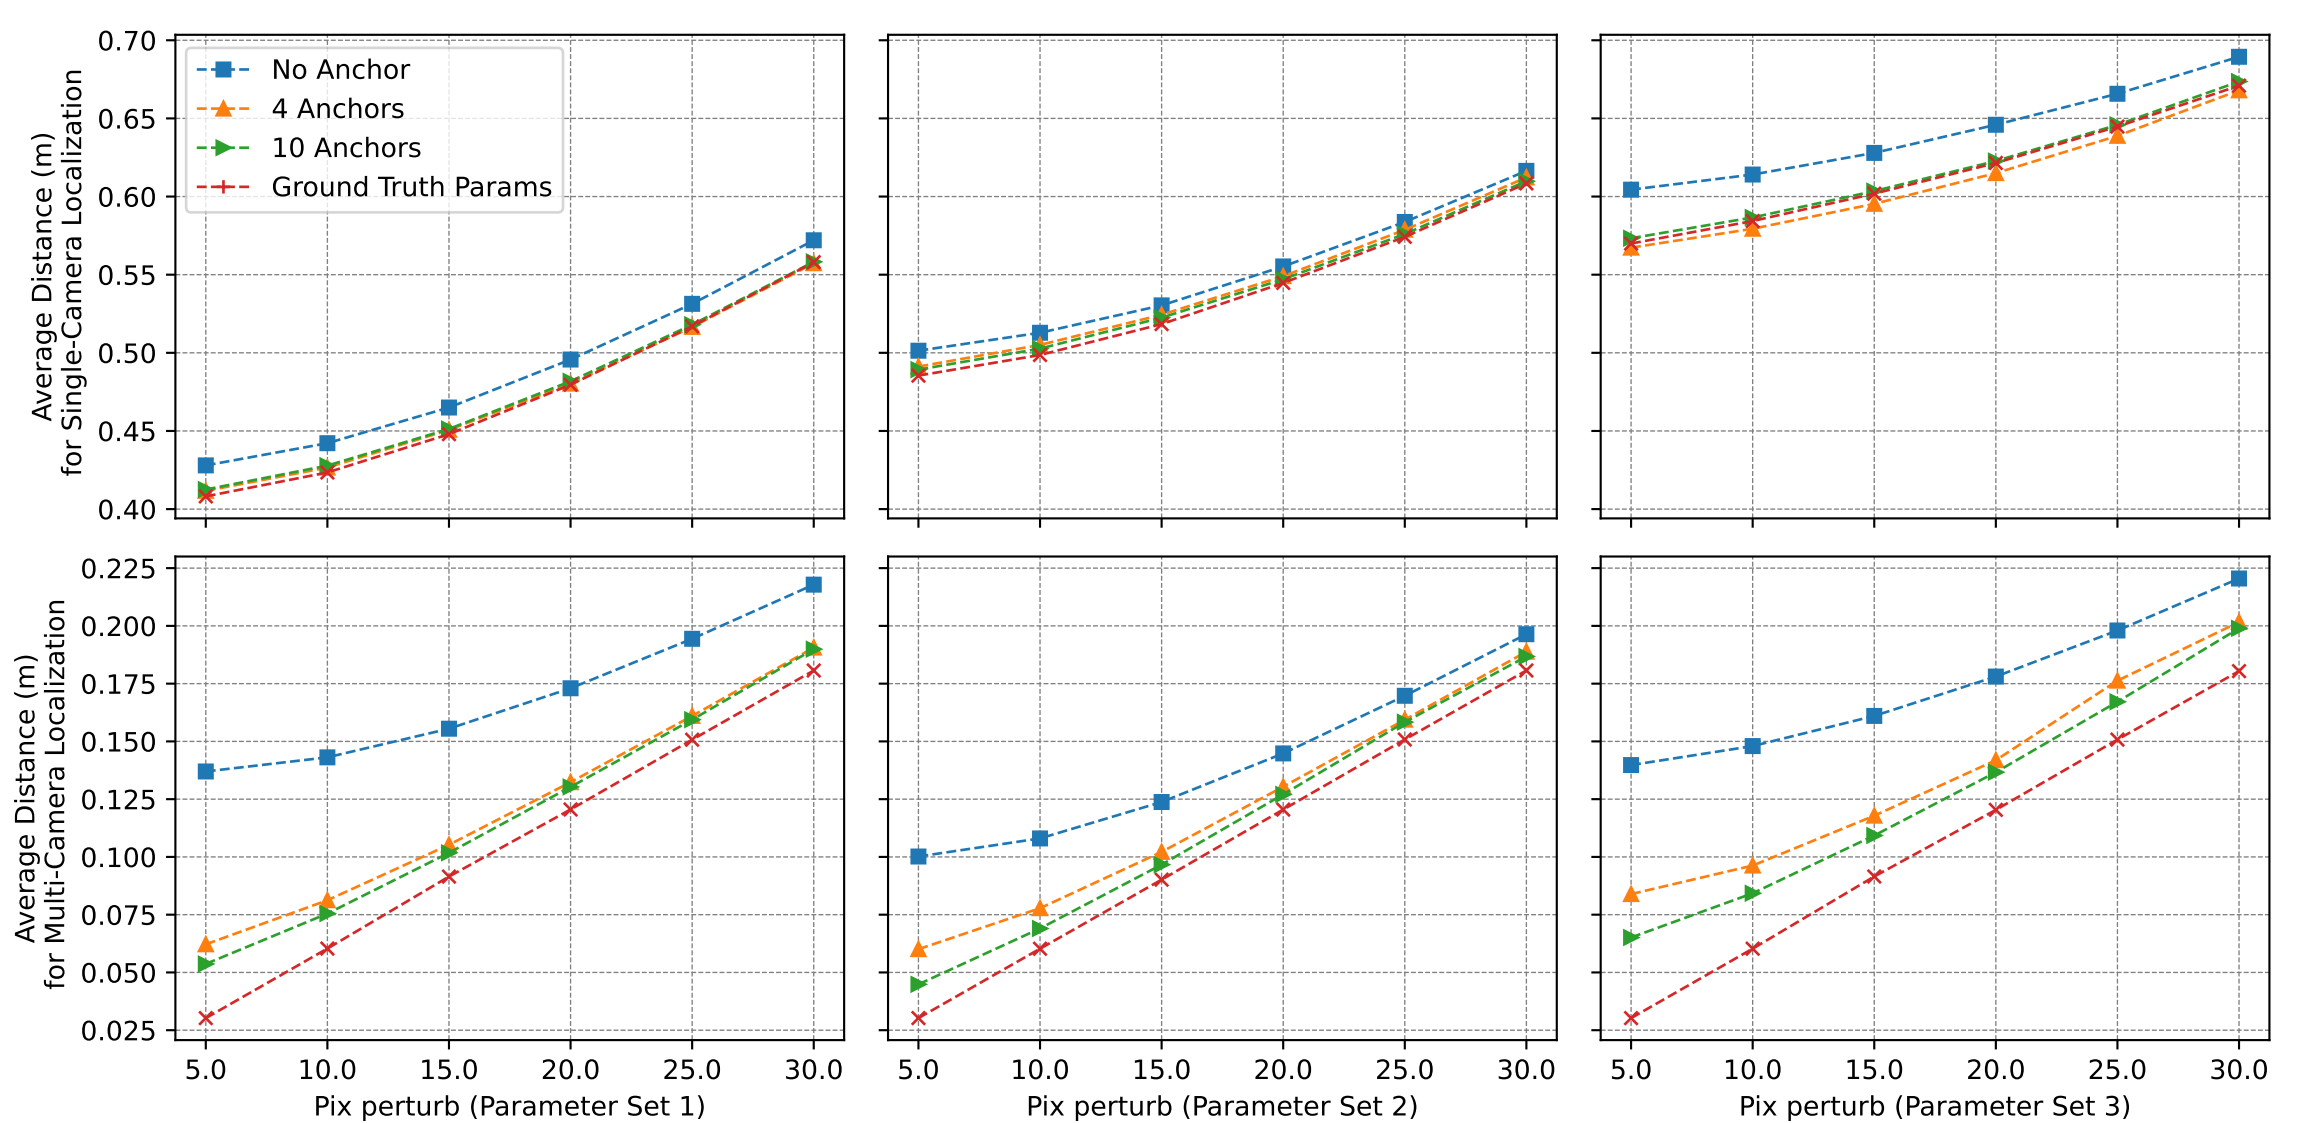 Average Distance (m)
for Single-Camera Localization
0.70
0.65
0.60
0.55
0.50
0.45
0.40
No Anchor
4 Anchors
10 Anchors
Ground Truth Params
Average Distance (m)
for Multi-Camera Localization
0.225
0.200
0.175
0.150
0.125
0.100
0.075
0.050
0.025
5.0 10.0 15.0 20.0 25.0 30.0
Pix perturb (Parameter Set 1)
5.0 10.0 15.0 20.0 25.0 30.0
Pix perturb (Parameter Set 2)
5.0 10.0 15.0 20.0 25.0 30.0
Pix perturb (Parameter Set 3)